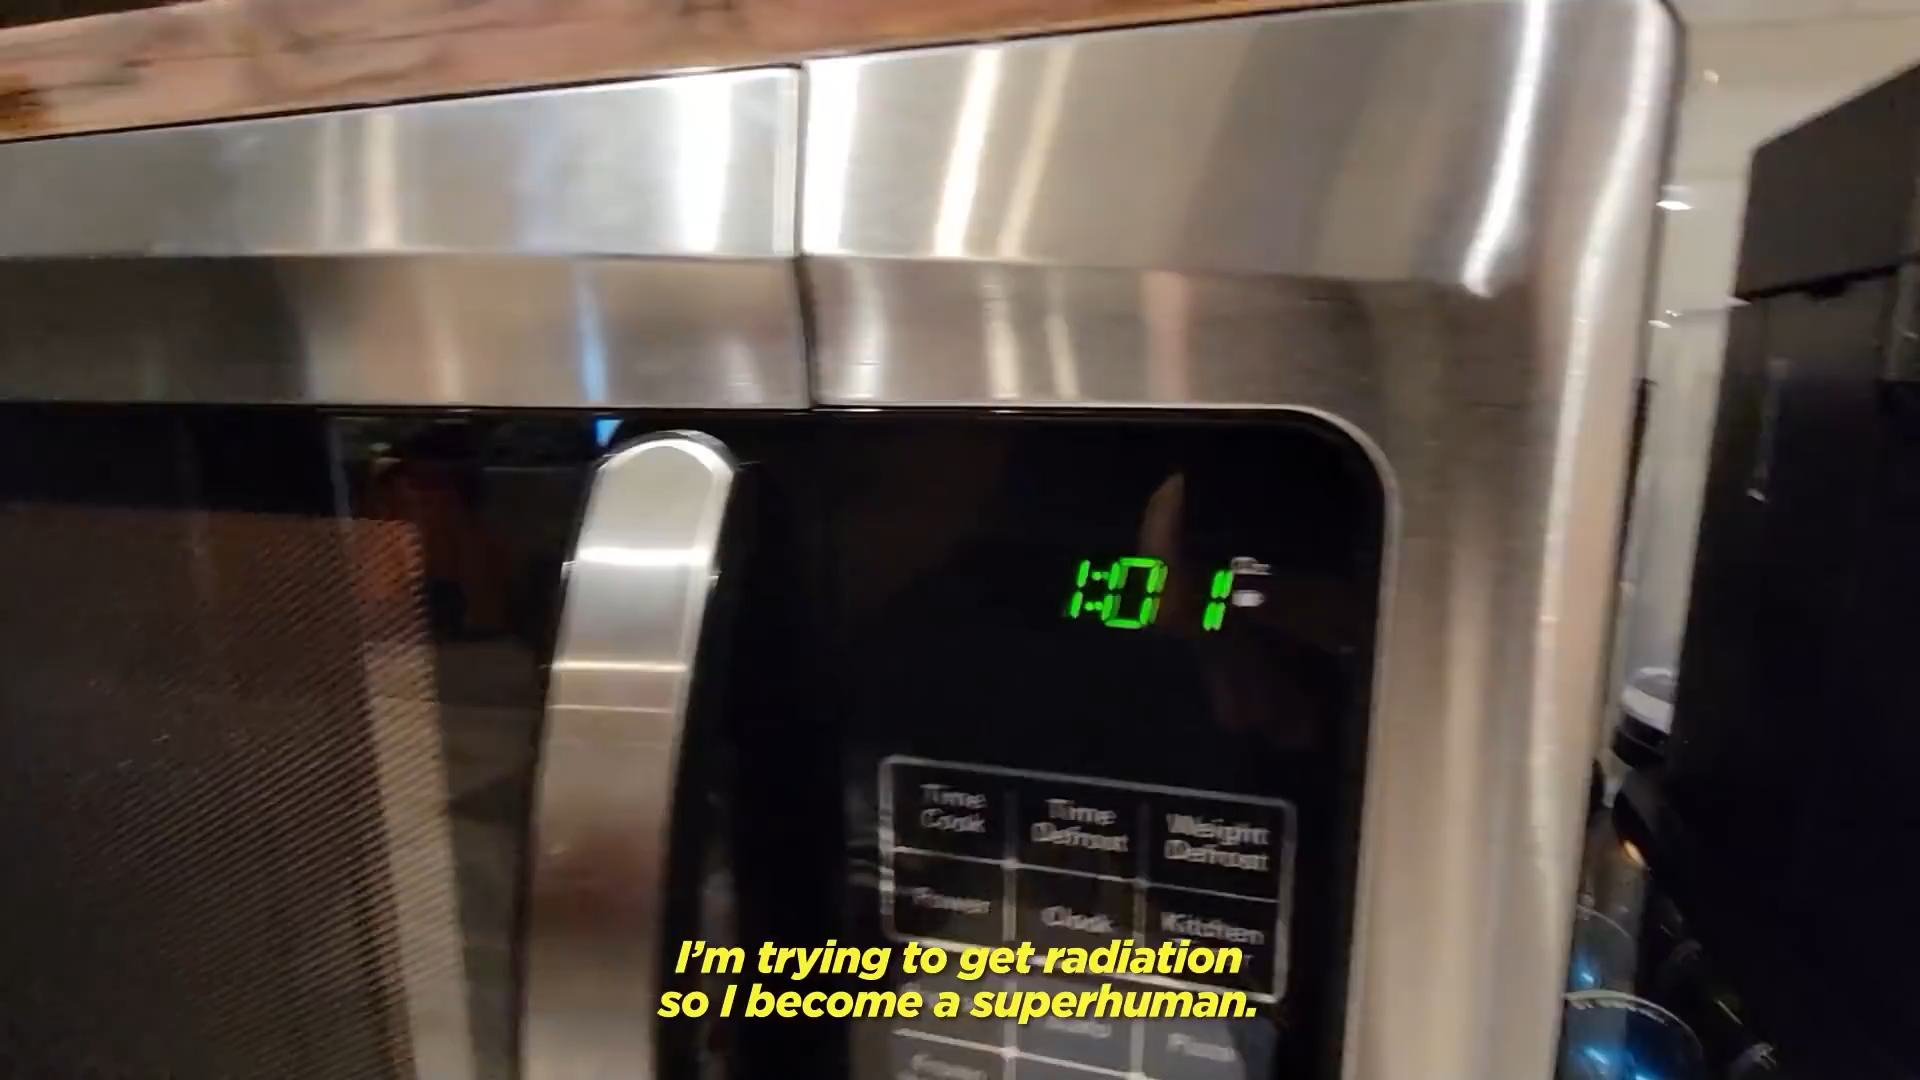 1:01
Time
Cook
Time
Defrost
Weight
Defrost
Power
Clock
Kitchen
I’m trying to get radiation
so I become a superhuman.